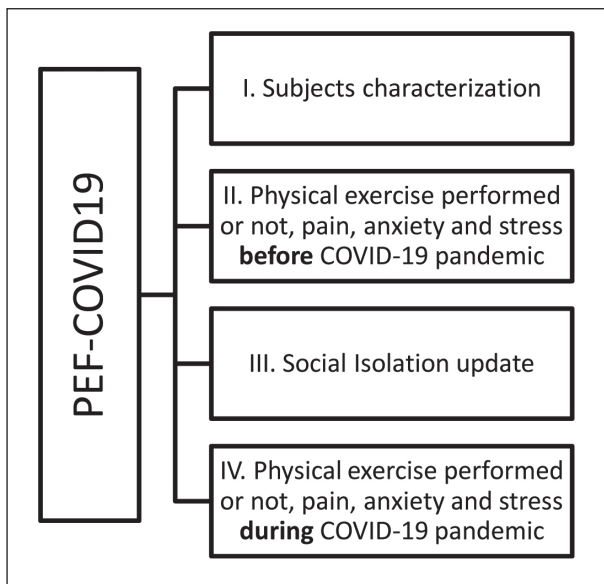 PEF-COVID19
I. Subjects characterization
II. Physical exercise performed
or not, pain, anxiety and stress
before COVID-19 pandemic
III. Social Isolation update
IV. Physical exercise performed
or not, pain, anxiety and stress
during COVID-19 pandemic